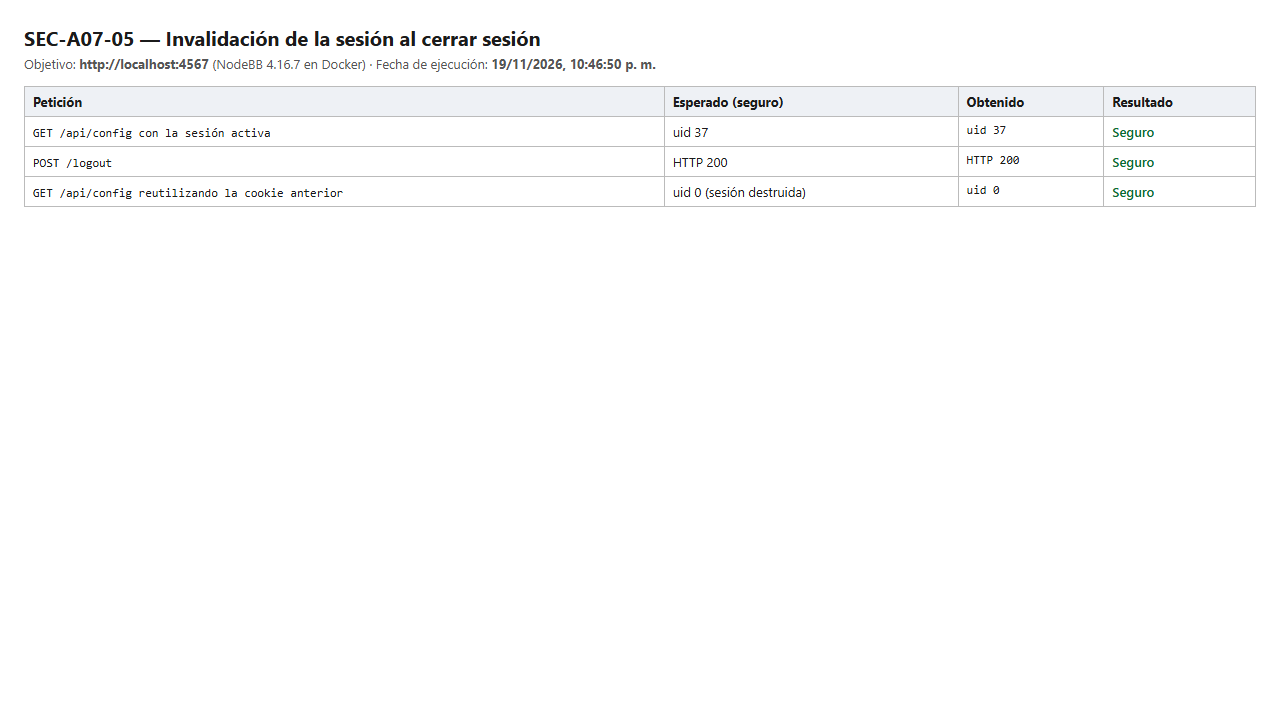 SEC-A07-05 — Invalidación de la sesión al cerrar sesión
Objetivo: http://localhost:4567 (NodeBB 4.16.7 en Docker) · Fecha de ejecución: 19/11/2026, 10:46:50 p. m.
Petición Esperado (seguro) Obtenido Resultado
GET /api/config con la sesión activa uid 37 uid 37 Seguro
POST /logout HTTP 200 HTTP 200 Seguro
GET /api/config reutilizando la cookie anterior uid 0 (sesión destruida) uid 0 Seguro